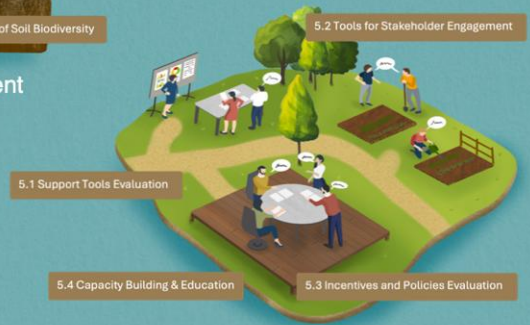 of Soil Biodiversity
5.2 Tools for Stakeholder Engagement
ent
5.1 Support Tools Evaluation
5.4 Capacity Building & Education
5.3 Incentives and Policies Evaluation